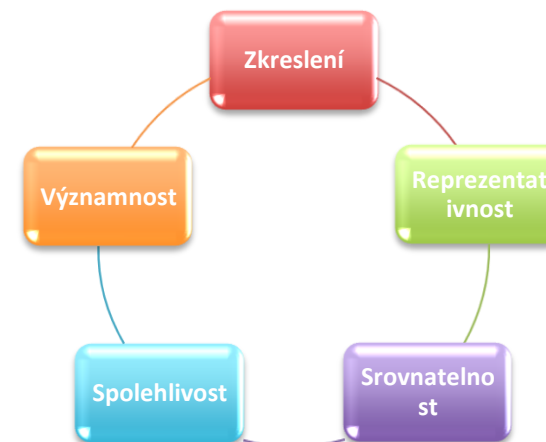 Zkreslení
Reprezentat
ivnost
Srovnatelno
st
Spolehlivost
Významnost